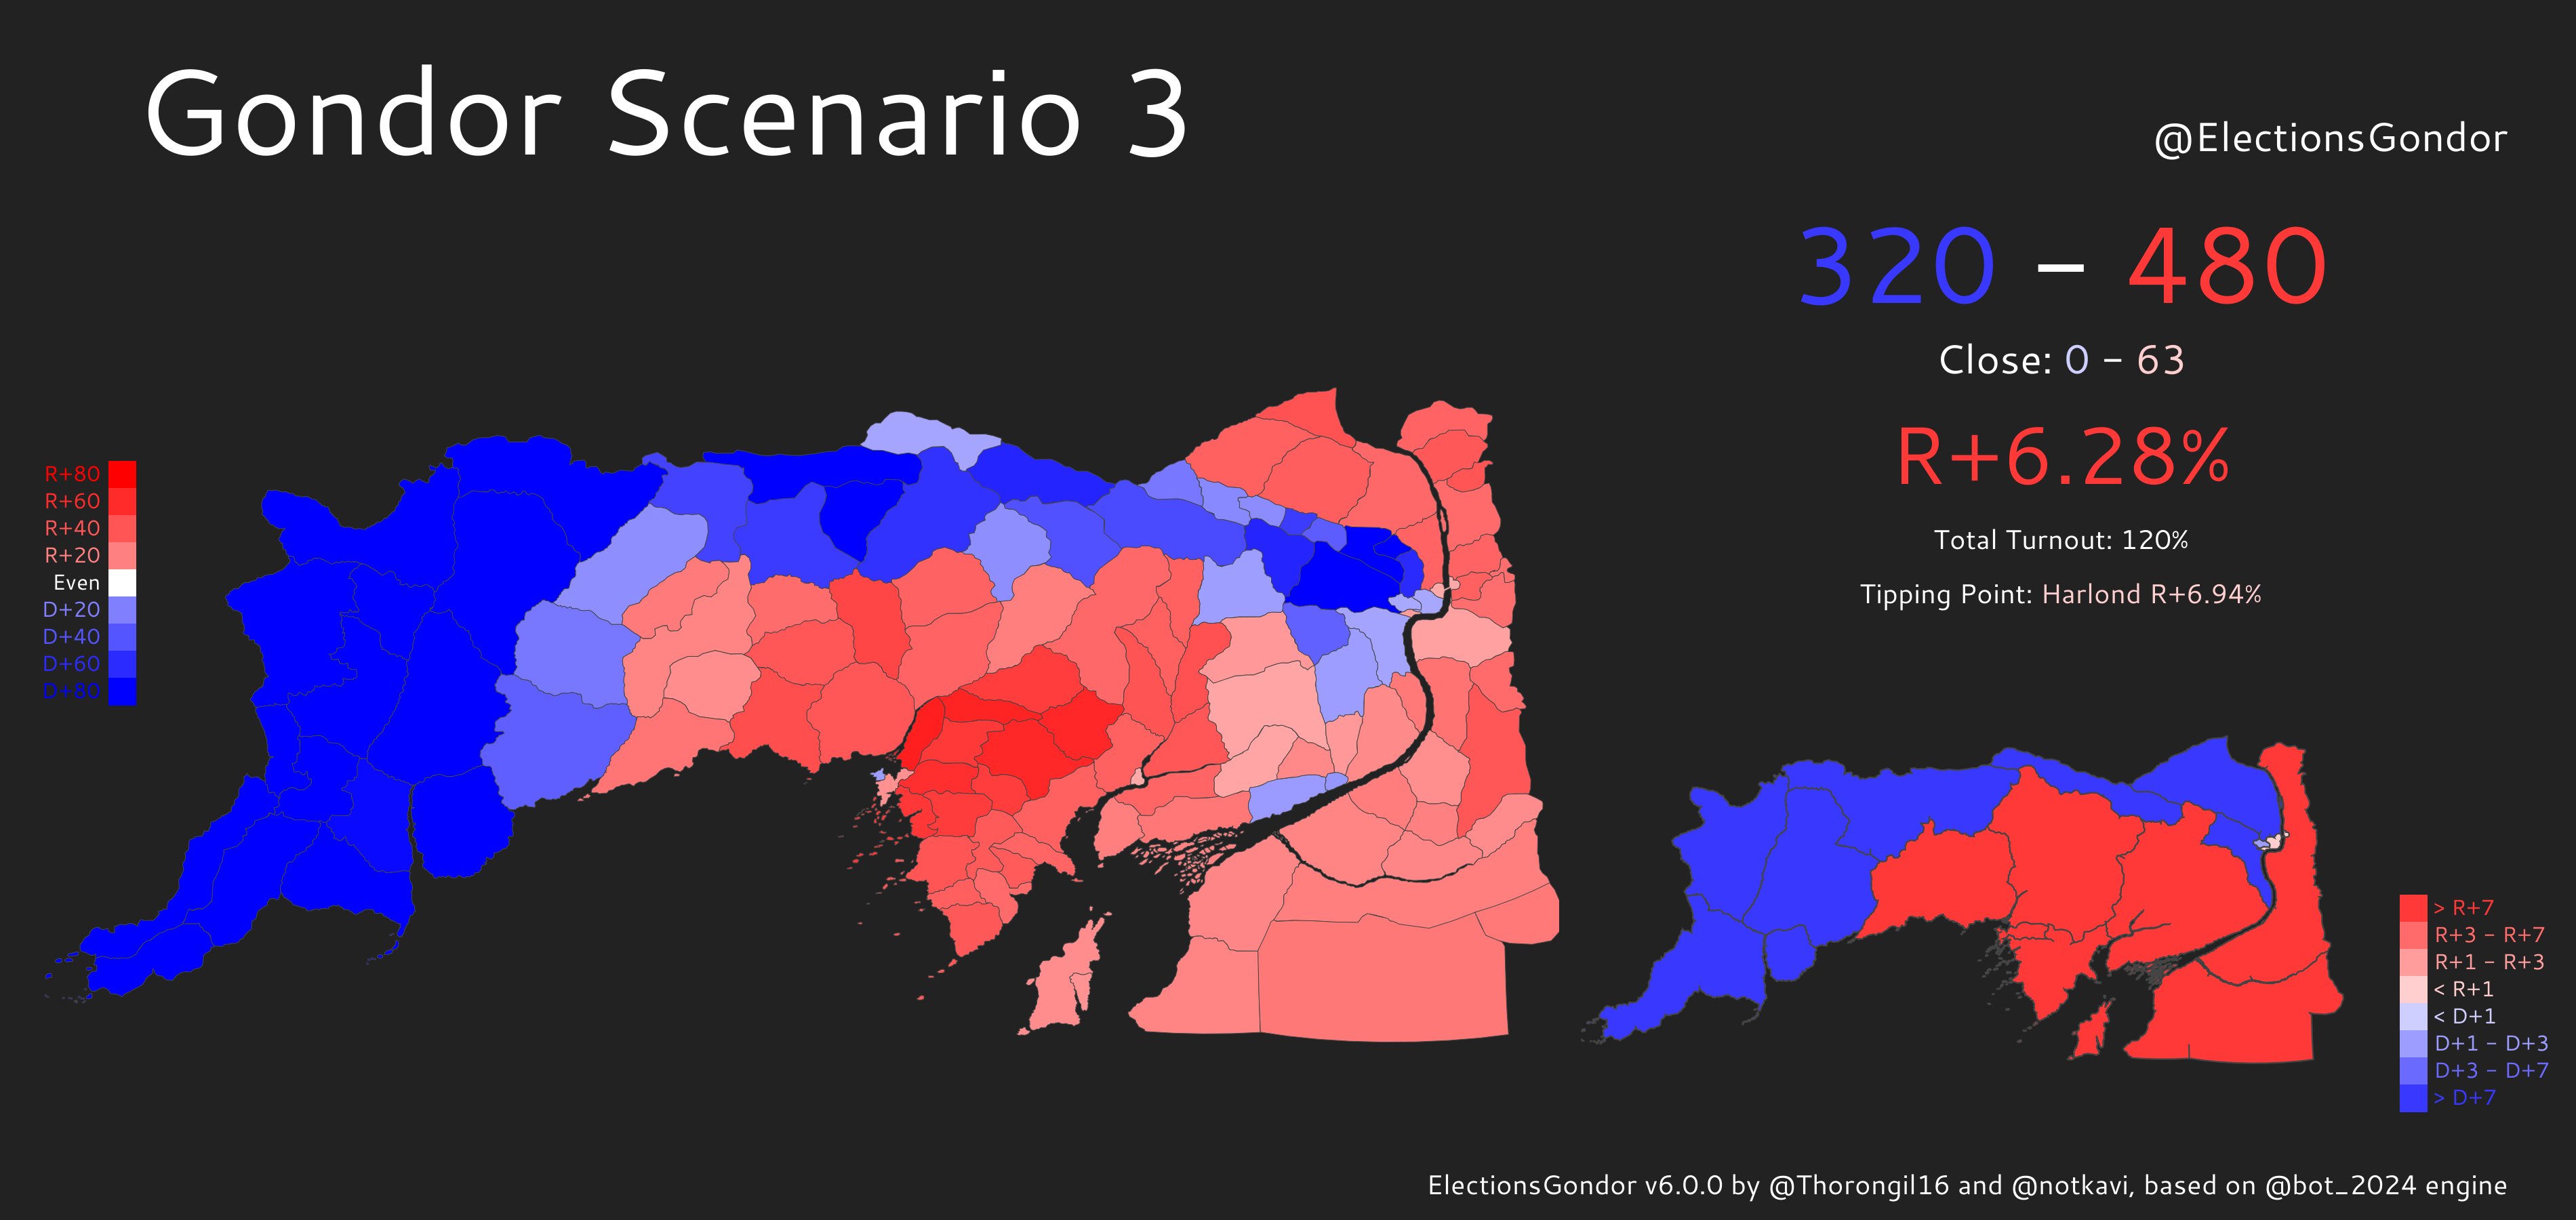 Gondor Scenario 3
@ElectionsGondor
320 – 480
Close: 0 – 63
R+6.28%
Total Turnout: 120%
Tipping Point: Harlond R+6.94%
R+80
R+60
R+40
R+20
Even
D+20
D+40
D+60
D+80
> R+7
R+3 – R+7
R+1 – R+3
< R+1
< D+1
D+1 – D+3
D+3 – D+7
> D+7
ElectionsGondor v6.0.0 by @Thorongil16 and @notkavi, based on @bot_2024 engine